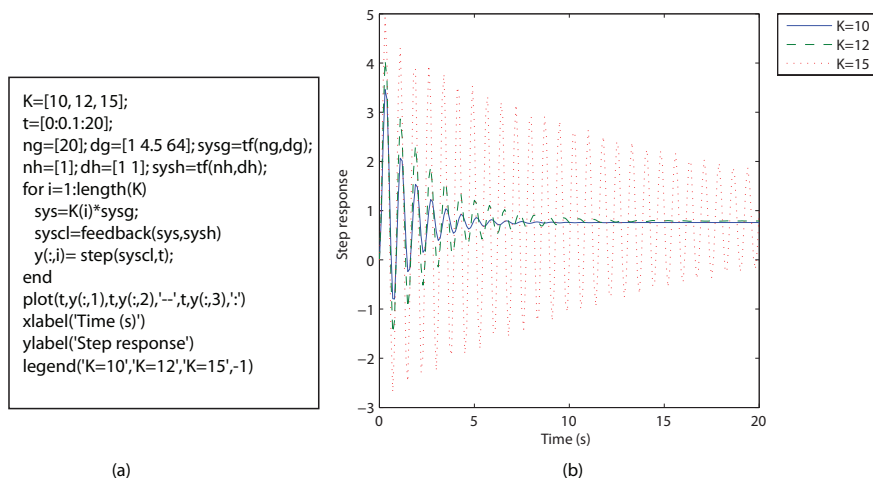 K=[10, 12, 15];
t=[0:0.1:20];
ng=[20]; dg=[1 4.5 64]; sysg=tf(ng,dg);
nh=[1]; dh=[1 1]; sysh=tf(nh,dh);
for i=1:length(K)
sys=K(i)*sysg;
syscl=feedback(sys,sysh)
y(:,i)= step(syscl,t);
end
plot(t,y(:,1),t,y(:,2),'--',t,y(:,3),':')
xlabel('Time (s)')
ylabel('Step response')
legend('K=10','K=12','K=15',-1)
(a)
Step response
5
4
3
2
1
0
−1
−2
−3
0
5
10
15
20
Time (s)
K=10
K=12
K=15
(b)